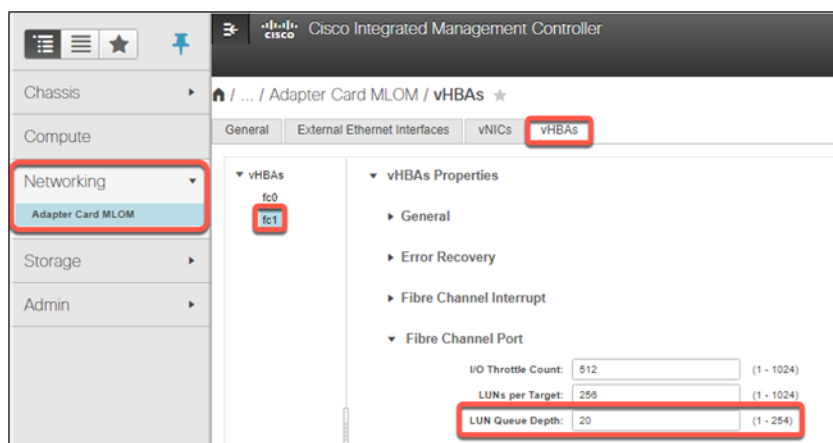 cisco Cisco Integrated Management Controller
Chassis
Compute
Networking
Adapter Card MLOM
Storage
Admin
/ ... / Adapter Card MLOM / vHBAs
General External Ethernet Interfaces vNICs vHBAs
vHBAs
fc0
fc1
vHBAs Properties
General
Error Recovery
Fibre Channel Interrupt
Fibre Channel Port
I/O Throttle Count: 512 (1 - 1024)
LUNs per Target: 256 (1 - 1024)
LUN Queue Depth: 20 (1 - 254)